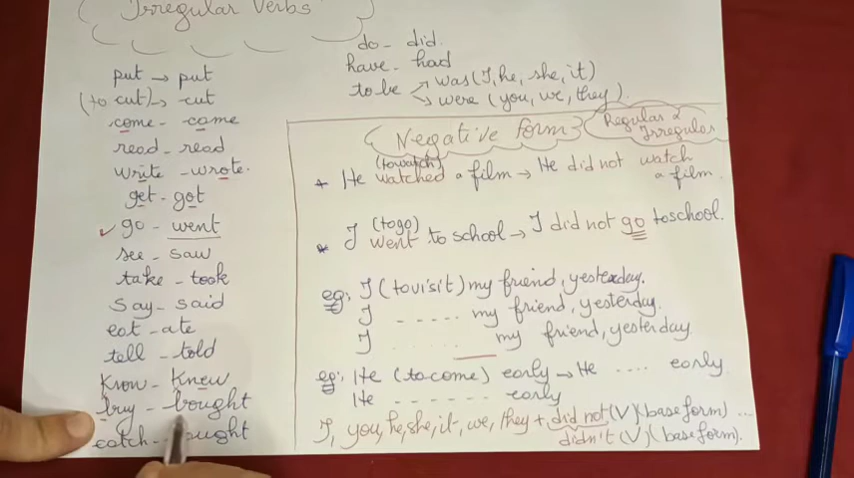 Irregular Verbs
do - did.
have - had
to be → was (I, he, she, it)
→ were (you, we, they).
put → put
(to cut) → cut
come - came
read - read
write - wrote.
get - got
✓ go - went
see - saw
take - took
say - said
eat - ate
tell - told
know - knew
buy - bought
catch -
Negative form
Regular &
Irregular
(to watch)
* He watched a film → He did not watch
a film.
(to go)
* I went to school → I did not go to school.
eg: I (to visit) my friend, yesterday.
I ..... my friend, yesterday.
I ..... my friend, yesterday
eg: He (to come) early → He .... early.
He ....... early
I, you, he, she, it, we, they + did not (V) (base form) ...
didn't (V) (base form).